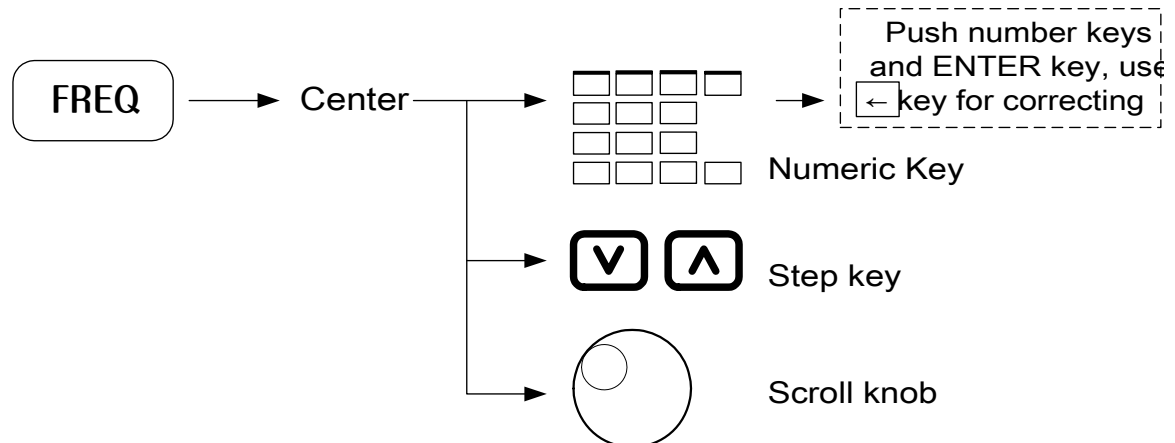 FREQ
Center
Push number keys
and ENTER key, use
← key for correcting
Numeric Key
Step key
Scroll knob